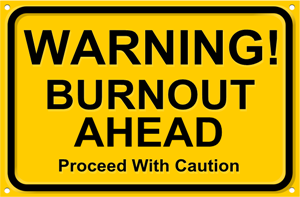 WARNING!
BURNOUT
AHEAD
Proceed With Caution